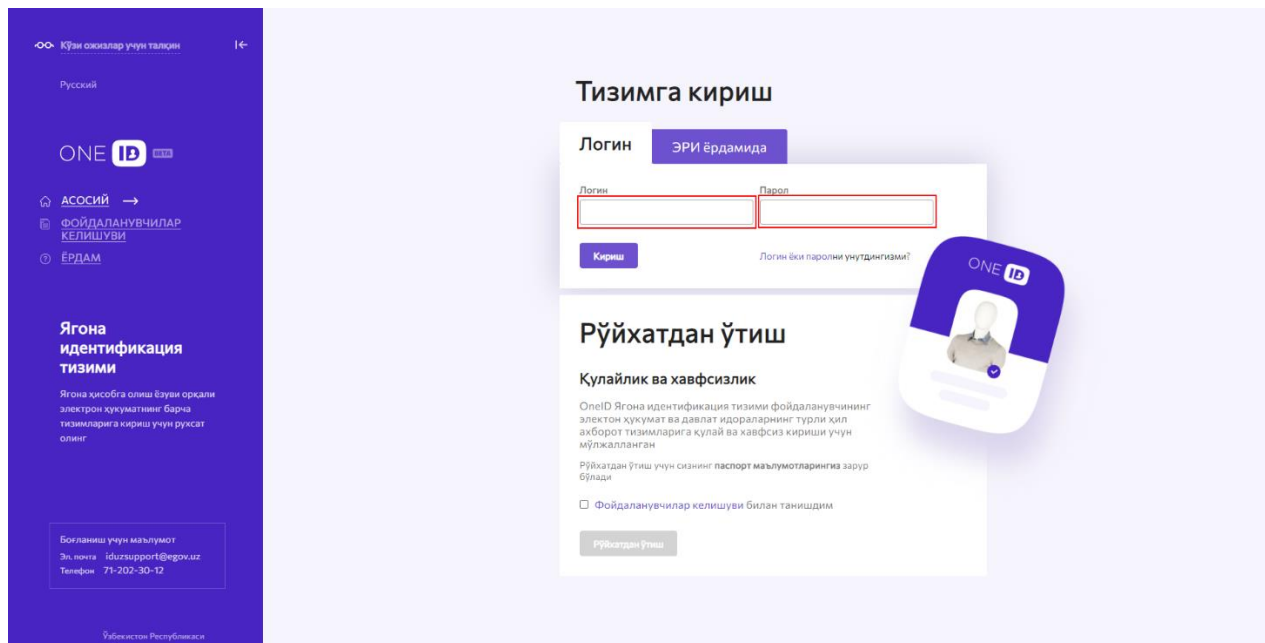 Кўзи ожизлар учун талқин
Русский
ONE ID BETA
АСОСИЙ
ФОЙДАЛАНУВЧИЛАР
КЕЛИШУВИ
ЁРДАМ
Ягона
идентификация
тизими
Ягона ҳисобга олиш ёзуви орқали
электрон ҳукуматнинг барча
тизимларига кириш учун рухсат
олинг
Боғланиш учун маълумот
Эл. почта iduzsupport@egov.uz
Телефон 71-202-30-12
Ўзбекистон Республикаси
Тизимга кириш
Логин
ЭРИ ёрдамида
Логин
Парол
Кириш
Логин ёки паролни унутдингизми?
ONE ID
Рўйхатдан ўтиш
Қулайлик ва хавфсизлик
OneID Ягона идентификация тизими фойдаланувчининг
электон ҳукумат ва давлат идораларнинг турли хил
ахборот тизимларига қулай ва хавфсиз кириши учун
мўлжалланган
Рўйхатдан ўтиш учун сизнинг паспорт маълумотларингиз зарур
бўлади
Фойдаланувчилар келишуви билан танишдим
Рўйхатдан ўтиш